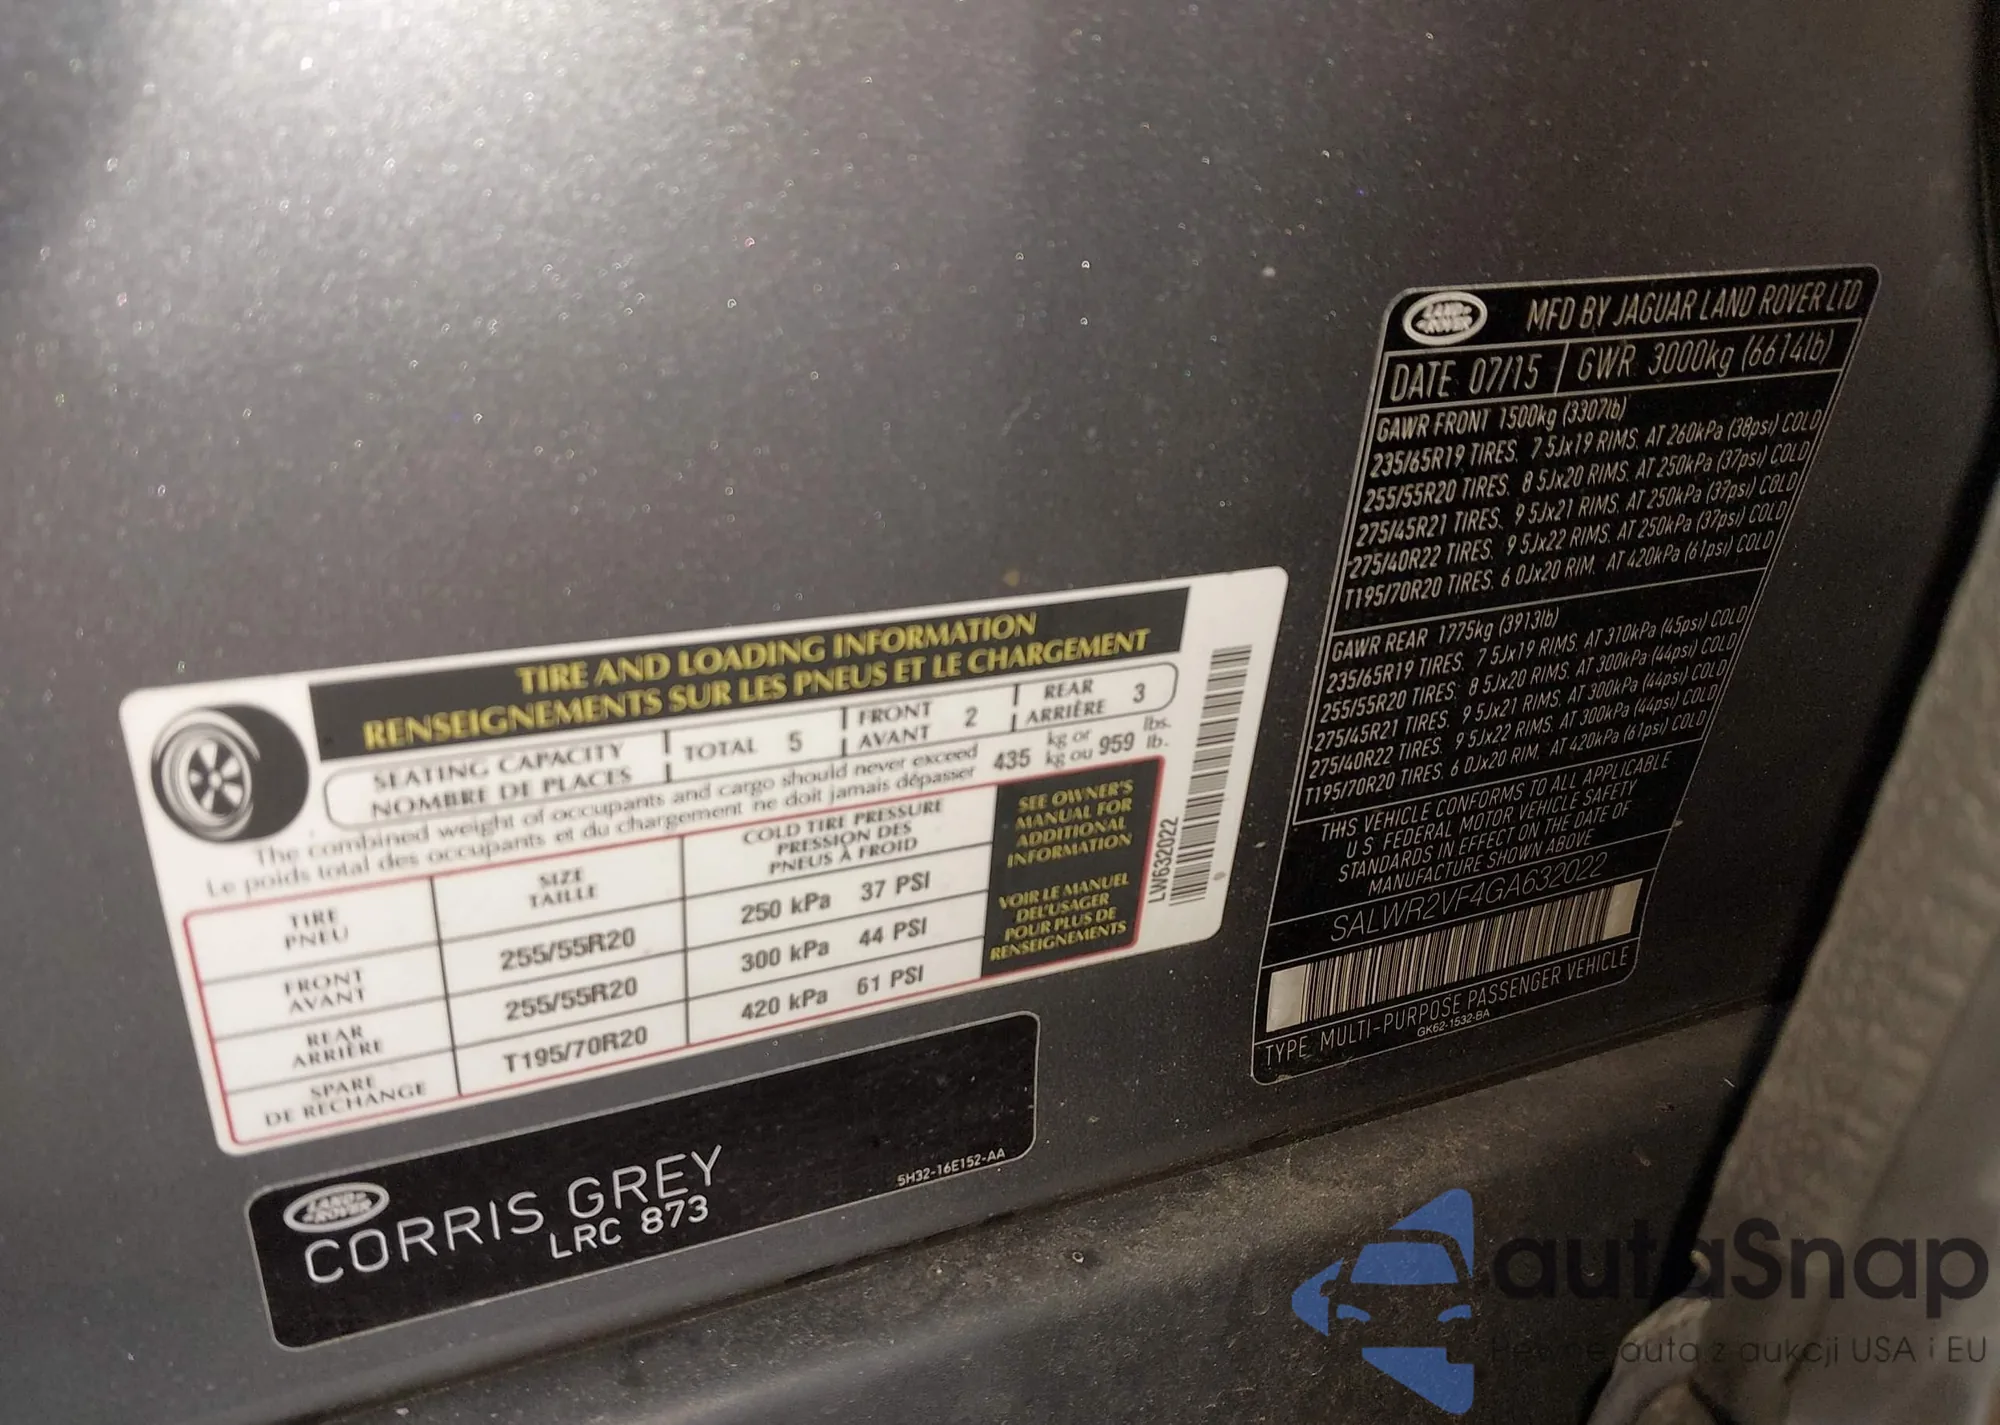 TIRE AND LOADING INFORMATION
RENSEIGNEMENTS SUR LES PNEUS ET LE CHARGEMENT
SEATING CAPACITY
NOMBRE DE PLACES
TOTAL 5
FRONT
AVANT
2
REAR
ARRIÈRE
3
The combined weight of occupants and cargo should never exceed 435 kg or 959 lbs.
Le poids total des occupants et du chargement ne doit jamais dépasser kg ou lb.
TIRE
PNEU
SIZE
TAILLE
COLD TIRE PRESSURE
PRESSION DES
PNEUS À FROID
FRONT
AVANT
255/55R20
250 kPa 37 PSI
REAR
ARRIÈRE
255/55R20
300 kPa 44 PSI
SPARE
DE RECHANGE
T195/70R20
420 kPa 61 PSI
SEE OWNER'S
MANUAL FOR
ADDITIONAL
INFORMATION
VOIR LE MANUEL
DEL'USAGER
POUR PLUS DE
RENSEIGNEMENTS
LW632022
LAND ROVER
CORRIS GREY
LRC 873
5H32-16E152-AA
LAND ROVER
MFD BY JAGUAR LAND ROVER LTD
DATE 07/15 GWR 3000kg (6614lb)
GAWR FRONT 1500kg (3307lb)
235/65R19 TIRES. 7 5Jx19 RIMS. AT 260kPa (38psi) COLD
255/55R20 TIRES. 8 5Jx20 RIMS. AT 250kPa (37psi) COLD
275/45R21 TIRES. 9 5Jx21 RIMS. AT 250kPa (37psi) COLD
275/40R22 TIRES. 9 5Jx22 RIMS. AT 250kPa (37psi) COLD
T195/70R20 TIRES. 6 0Jx20 RIM. AT 420kPa (61psi) COLD
GAWR REAR 1775kg (3913lb)
235/65R19 TIRES. 7 5Jx19 RIMS. AT 310kPa (45psi) COLD
255/55R20 TIRES. 8 5Jx20 RIMS. AT 300kPa (44psi) COLD
275/45R21 TIRES. 9 5Jx21 RIMS. AT 300kPa (44psi) COLD
275/40R22 TIRES. 9 5Jx22 RIMS. AT 300kPa (44psi) COLD
T195/70R20 TIRES. 6 0Jx20 RIM. AT 420kPa (61psi) COLD
THIS VEHICLE CONFORMS TO ALL APPLICABLE
U S FEDERAL MOTOR VEHICLE SAFETY
STANDARDS IN EFFECT ON THE DATE OF
MANUFACTURE SHOWN ABOVE
SALWR2VF4GA632022
TYPE MULTI-PURPOSE PASSENGER VEHICLE
GK62-1532-BA
autaSnap
Pewne auta z aukcji USA i EU